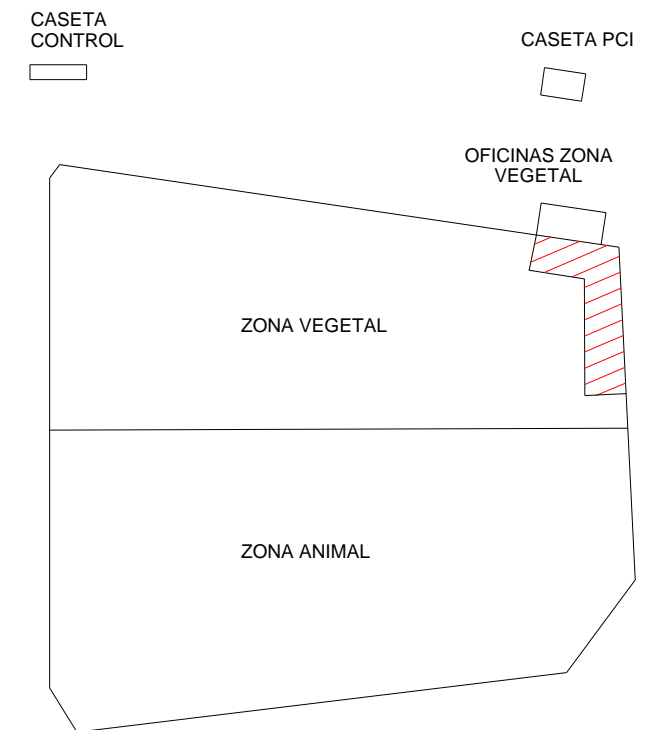 CASETA
CONTROL
CASETA PCI
OFICINAS ZONA
VEGETAL
ZONA VEGETAL
ZONA ANIMAL